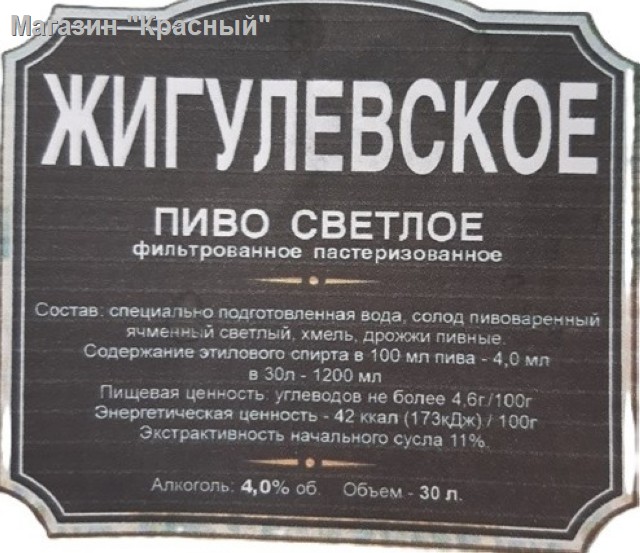 Магазин "Красный"
ЖИГУЛЕВСКОЕ
ПИВО СВЕТЛОЕ
фильтрованное пастеризованное
Состав: специально подготовленная вода, солод пивоваренный
ячменный светлый, хмель, дрожжи пивные.
Содержание этилового спирта в 100 мл пива - 4,0 мл
в 30л - 1200 мл
Пищевая ценность: углеводов не более 4,6г/100г
Энергетическая ценность - 42 ккал (173кДж) / 100г
Экстрактивность начального сусла 11%.
Алкоголь: 4,0% об. Объем - 30 л.